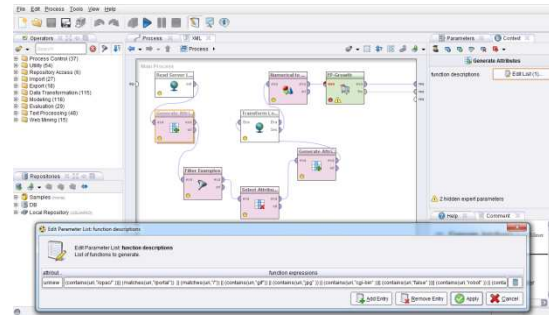 File Edit Process Tools View Help
Operators
Process
XML
Parameters
Context
Process
Generate Attributes
Process Control (37)
Utility (54)
Repository Access (6)
Import (27)
Export (18)
Data Transformation (115)
Modeling (118)
Evaluation (29)
Text Processing (48)
Web Mining (15)
Main Process
Read Server L...
Numerical to...
FP-Growth
function descriptions
Edit List (1)...
Generate Attri...
Transform Lo...
Generate Attri...
Filter Examples
Select Attribu...
Repositories
Samples
DB
Local Repository
2 hidden expert parameters
Help
Comment
Edit Parameter List: function descriptions
Edit Parameter List: function descriptions
List of functions to generate.
attribut...
function expressions
Add Entry
Remove Entry
Apply
Cancel